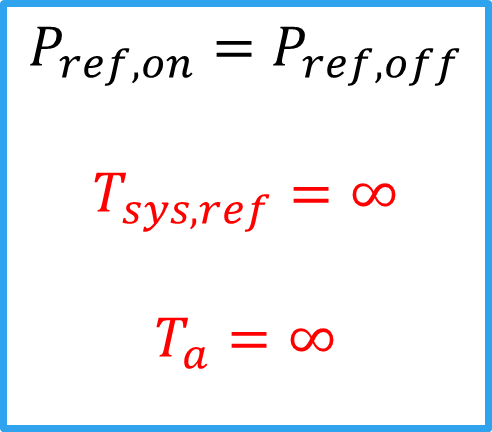 P_{ref,on} = P_{ref,off}
T_{sys,ref} = ∞
T_a = ∞